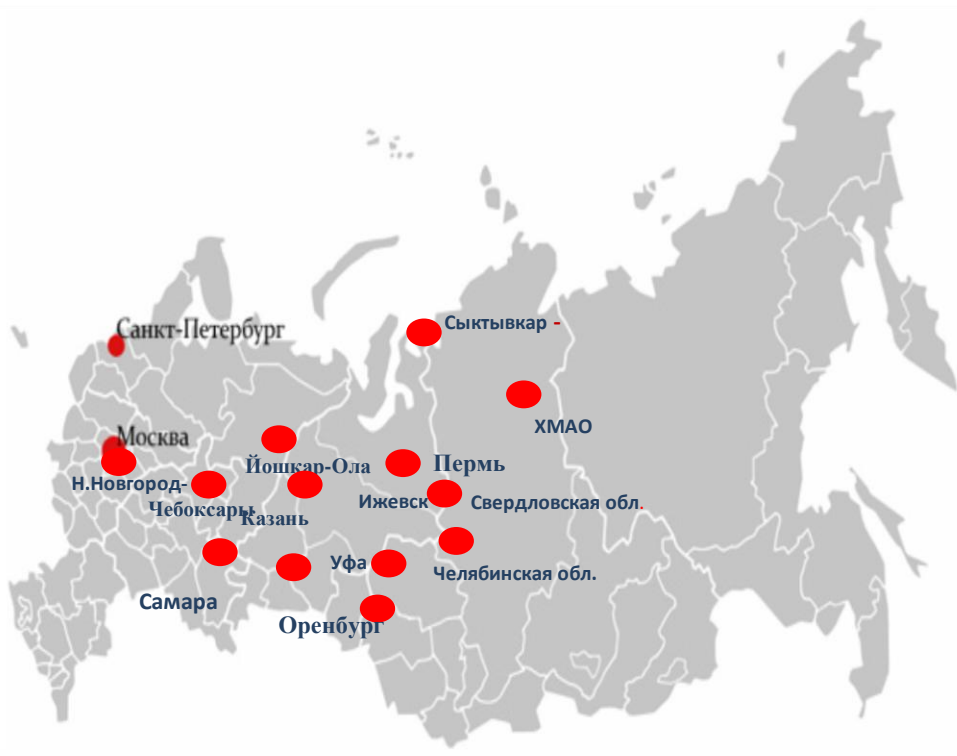 Сыктывкар -
Санкт-Петербург
ХМАО
Москва
Йошкар-Ола
Пермь
Н.Новгород-
Ижевск
Свердловская обл.
Чебоксары
Казань
Уфа
Челябинская обл.
Самара
Оренбург